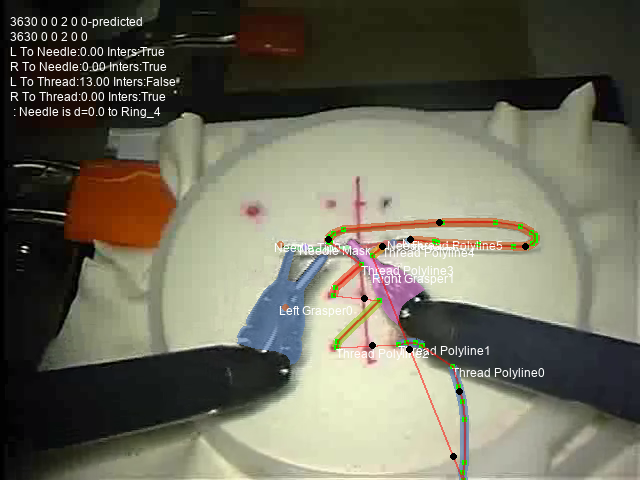 3630 0 0 2 0 0-predicted
3630 0 0 2 0 0
L To Needle:0.00 Inters:True
R To Needle:0.00 Inters:True
L To Thread:13.00 Inters:False
R To Thread:0.00 Inters:True
: Needle is d=0.0 to Ring_4
Thread Polyline5
Needle Mask
Thread Polyline4
Thread Polyline3
Right Grasper1
Left Grasper0
Thread Polyline1
Thread Polyline0